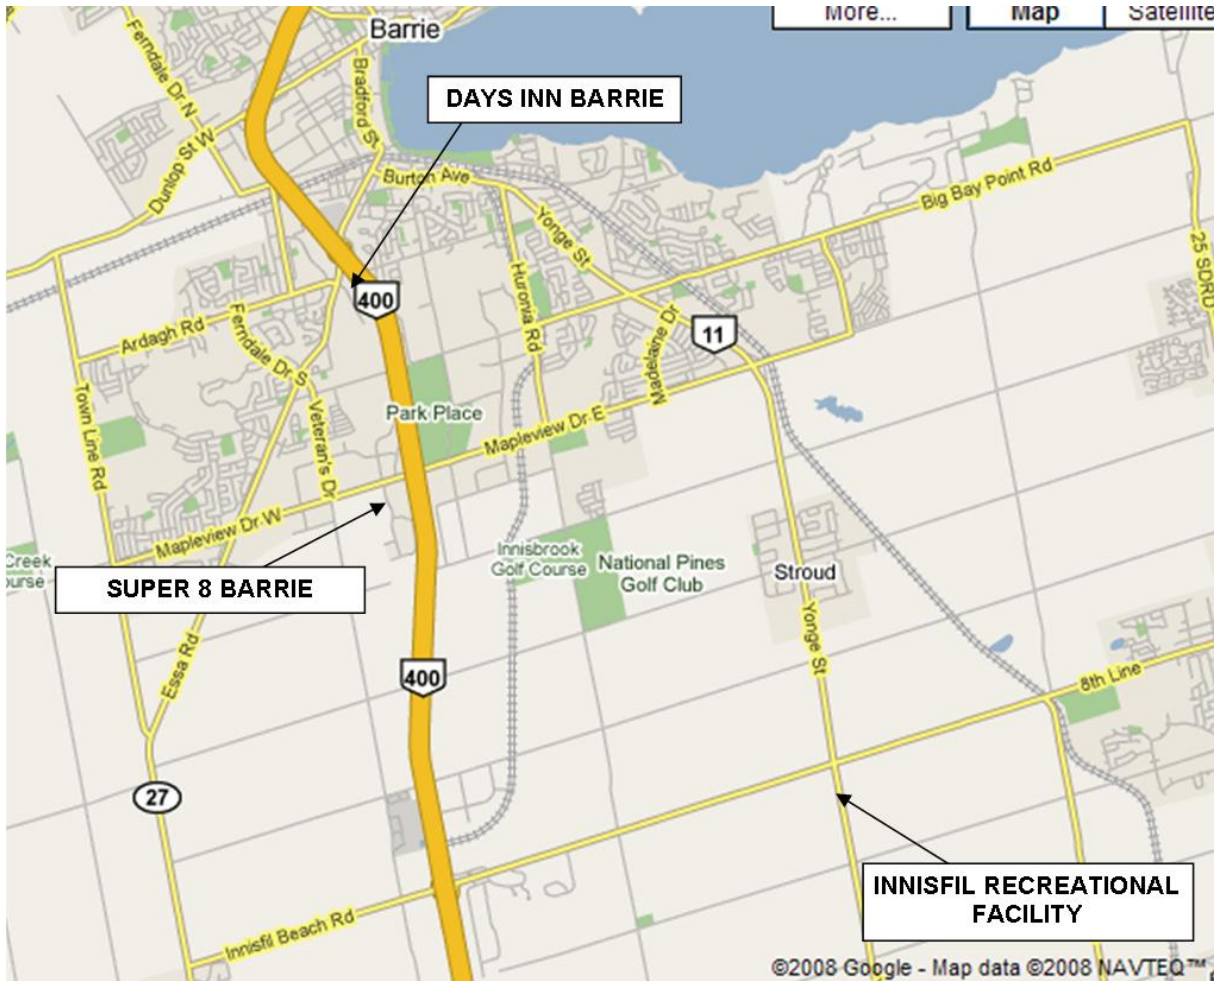 More...
Map
Satellite
Barrie
Ferndale Dr N
Bradford St
DAYS INN BARRIE
Dunlop St W
Burton Ave
Big Bay Point Rd
Yonge St
25 SDRD
Huronia Rd
400
Ardagh Rd
Ferndale Dr S
Madelaine Dr
11
Town Line Rd
Veteran's Dr
Park Place
Mapleview Dr E
Mapleview Dr W
Creek
ourse
Innisbrook
Golf Course
National Pines
Golf Club
Stroud
SUPER 8 BARRIE
Essa Rd
Yonge St
400
8th Line
27
INNISFIL RECREATIONAL
FACILITY
Innisfil Beach Rd
©2008 Google - Map data ©2008 NAVTEQ™